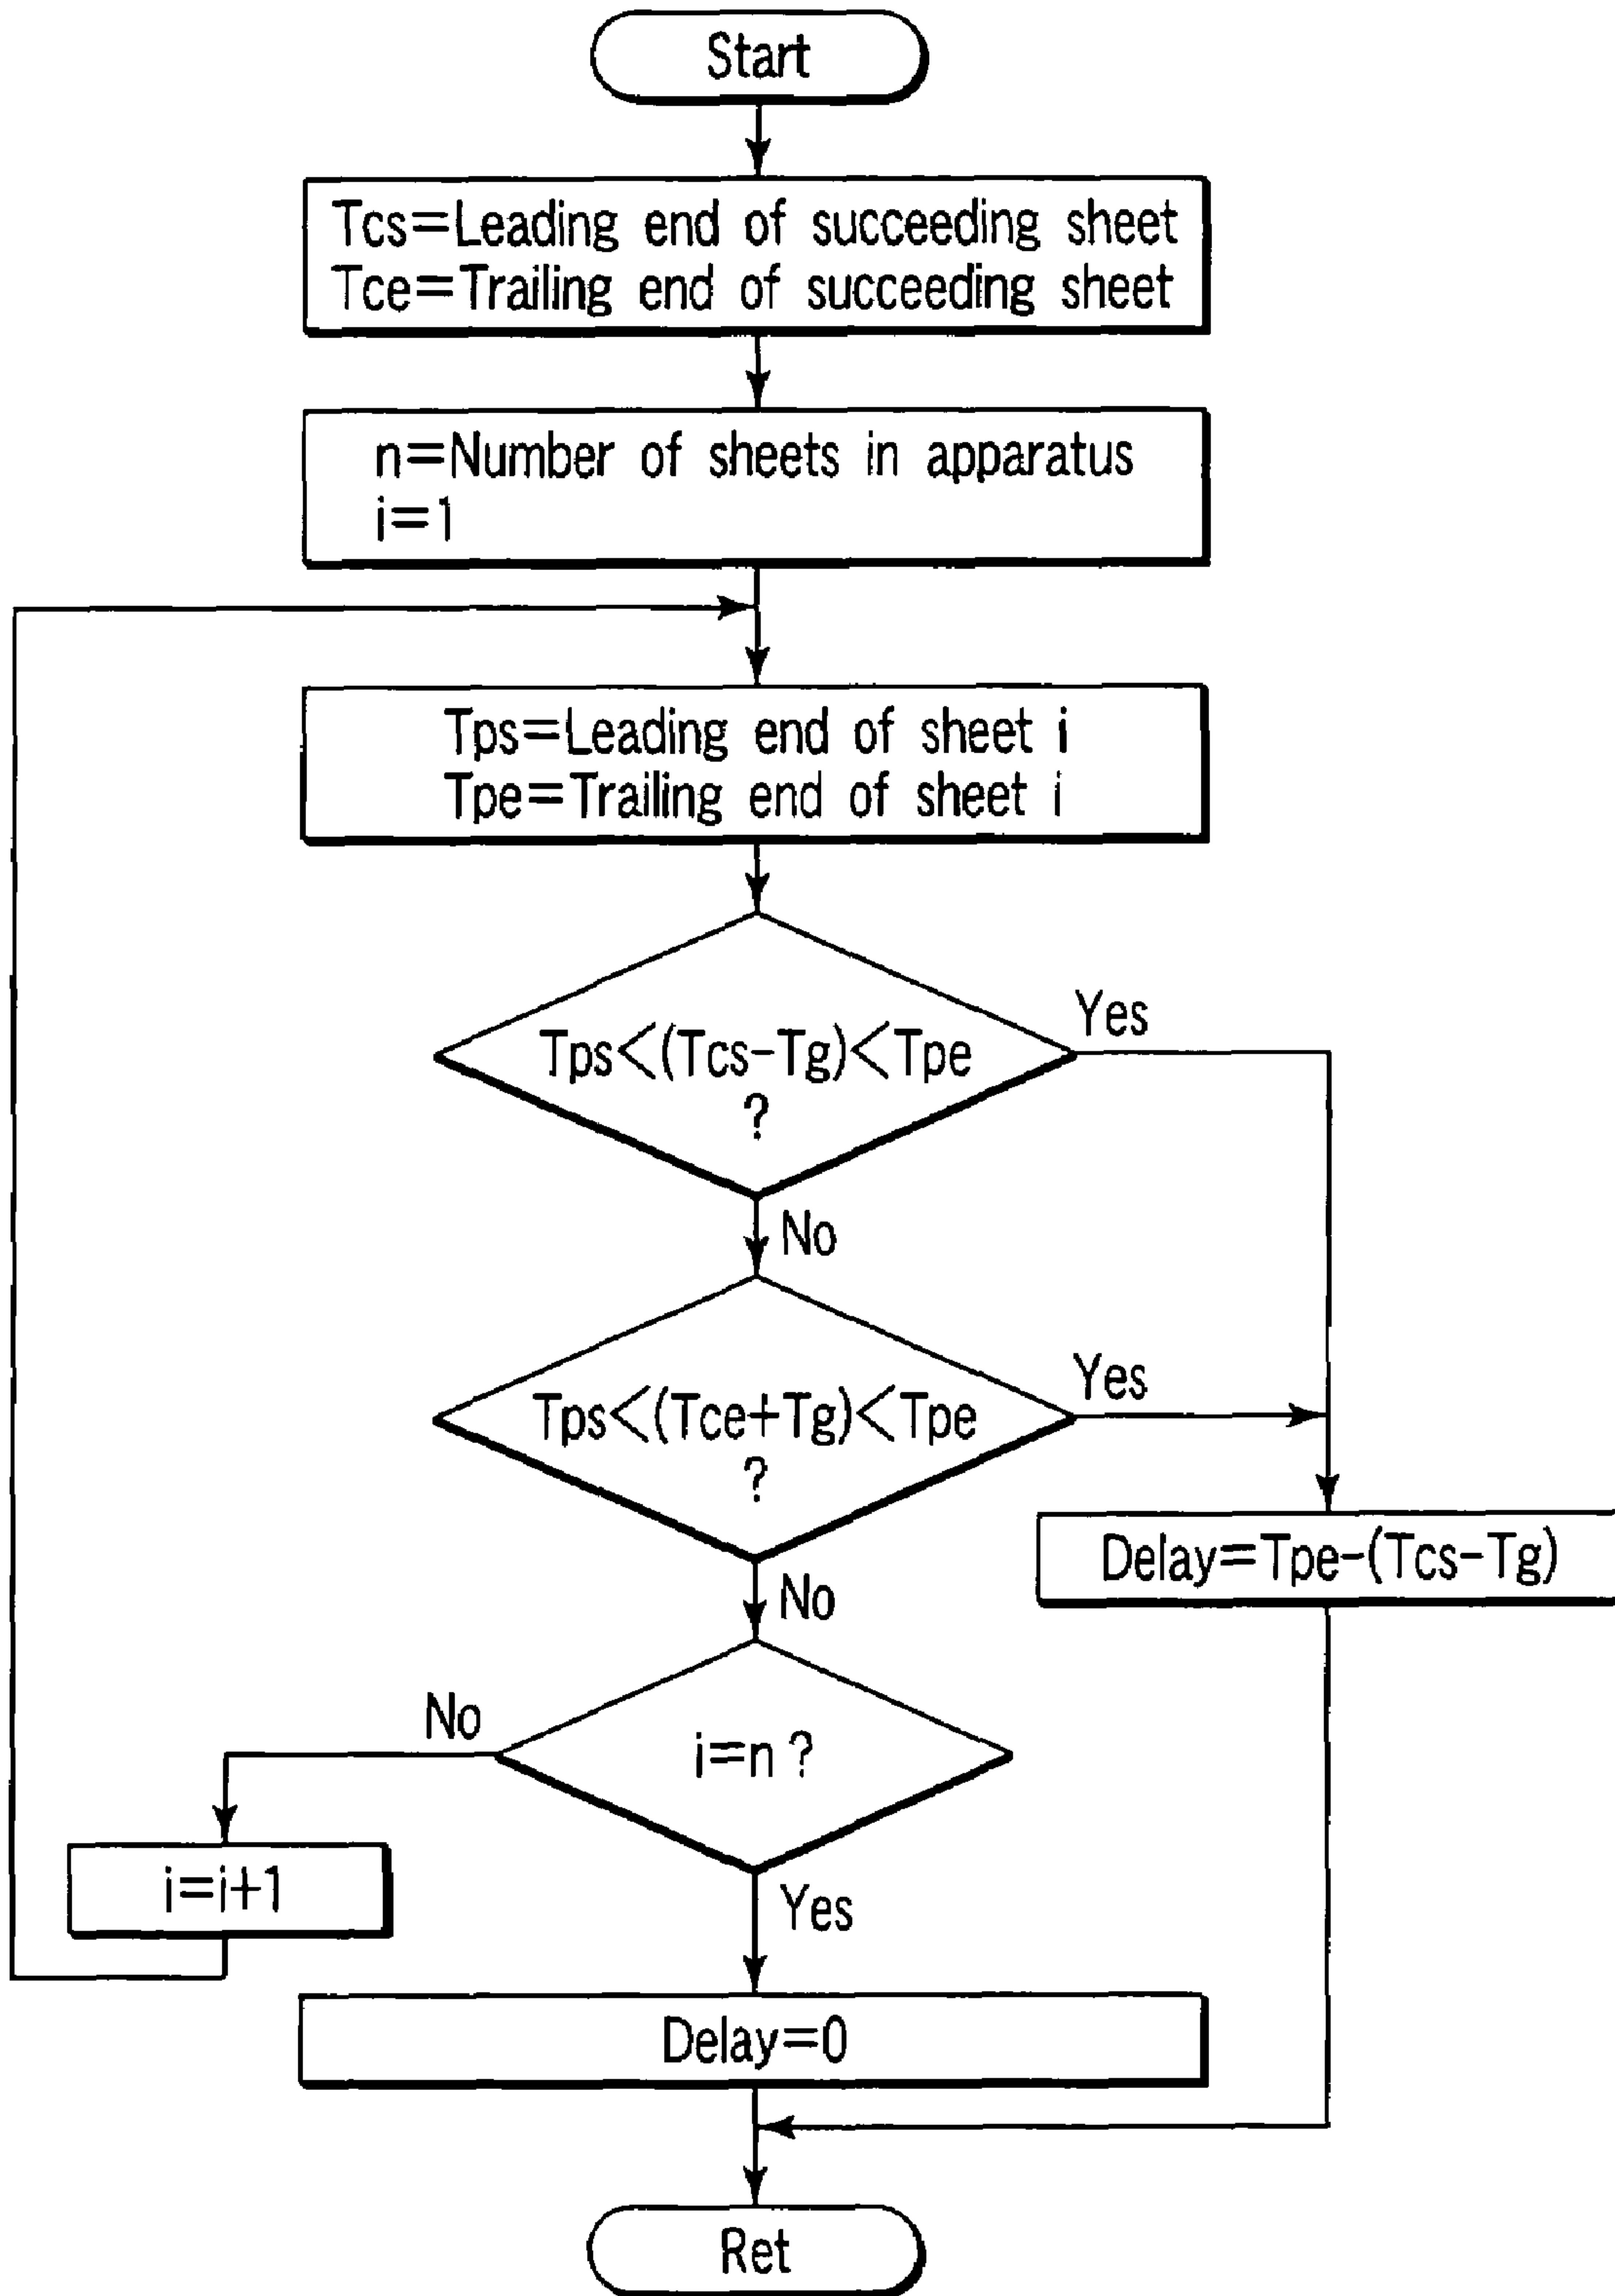 Start
Tcs=Leading end of succeeding sheet
Tce=Trailing end of succeeding sheet
n=Number of sheets in apparatus
i=1
Tps=Leading end of sheet i
Tpe=Trailing end of sheet i
Tps<(Tcs-Tg)<Tpe
?
Yes
No
Tps<(Tce+Tg)<Tpe
?
Yes
No
Delay=Tpe-(Tcs-Tg)
i=n ?
No
Yes
i=i+1
Delay=0
Ret